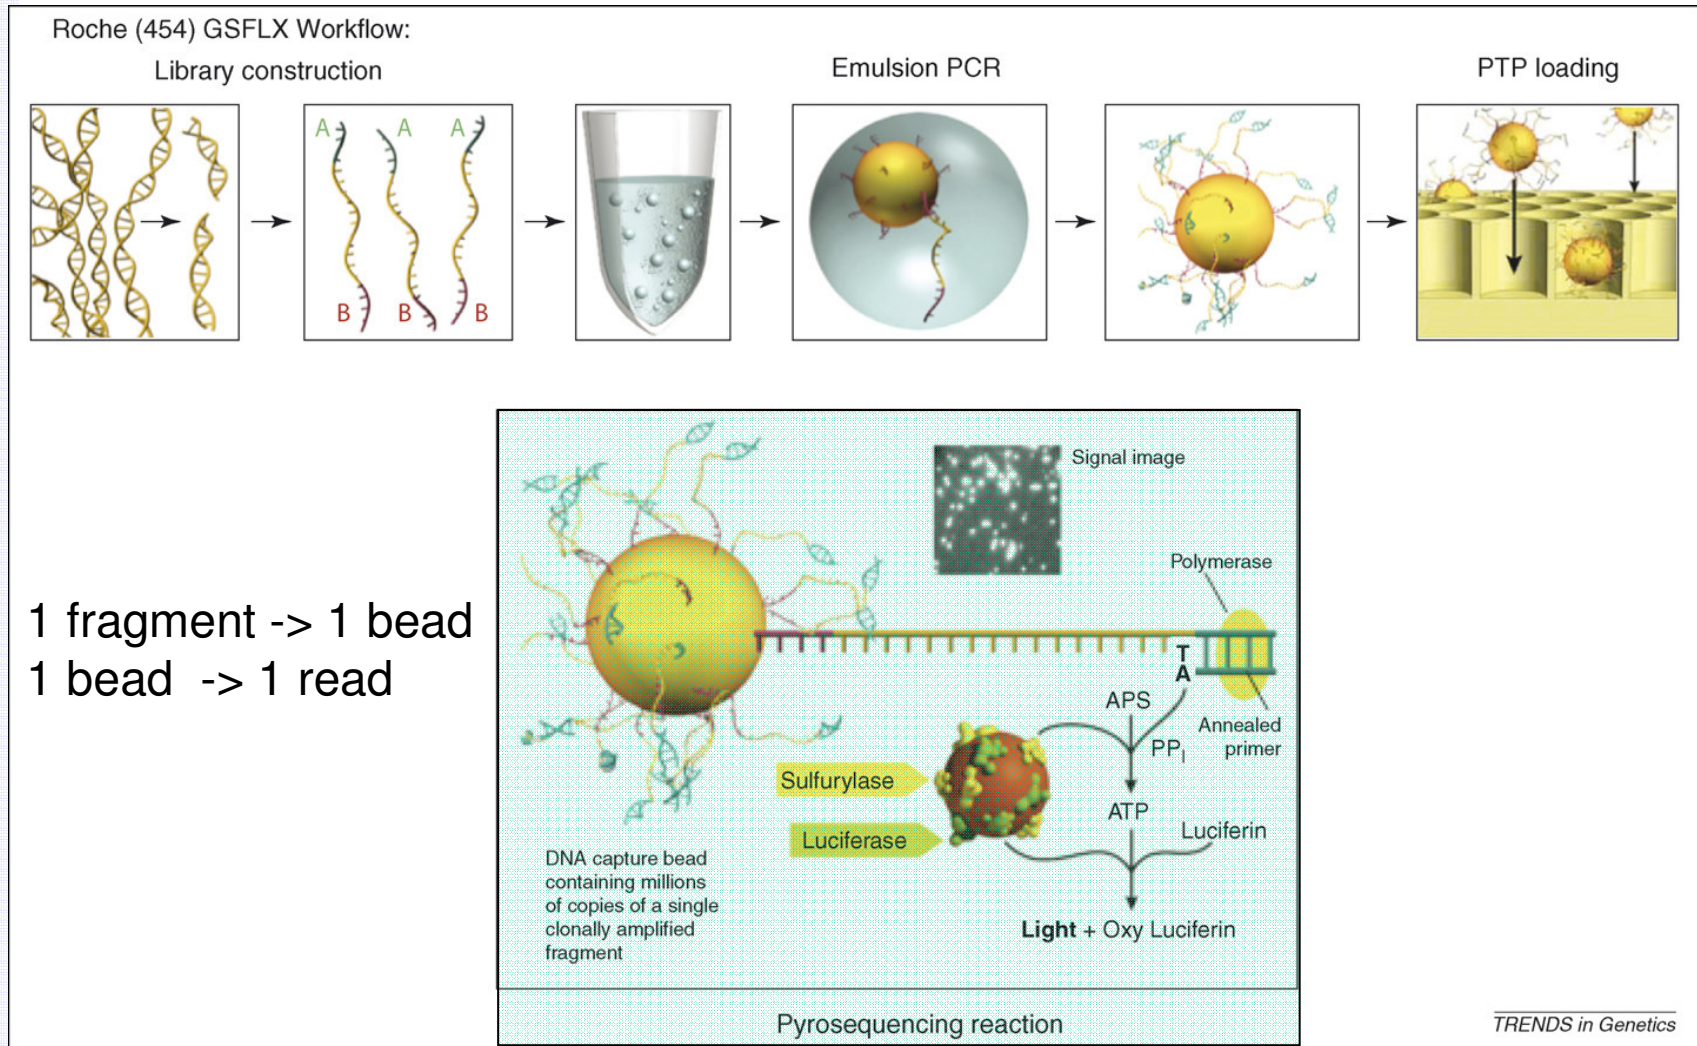 Roche (454) GSFLX Workflow:
Library construction
Emulsion PCR
PTP loading
A A A
B B B
1 fragment -> 1 bead
1 bead -> 1 read
Signal image
Polymerase
T
A
Annealed
primer
APS
PPI
Sulfurylase
ATP
Luciferase
Luciferin
DNA capture bead
containing millions
of copies of a single
clonally amplified
fragment
Light + Oxy Luciferin
Pyrosequencing reaction
TRENDS in Genetics